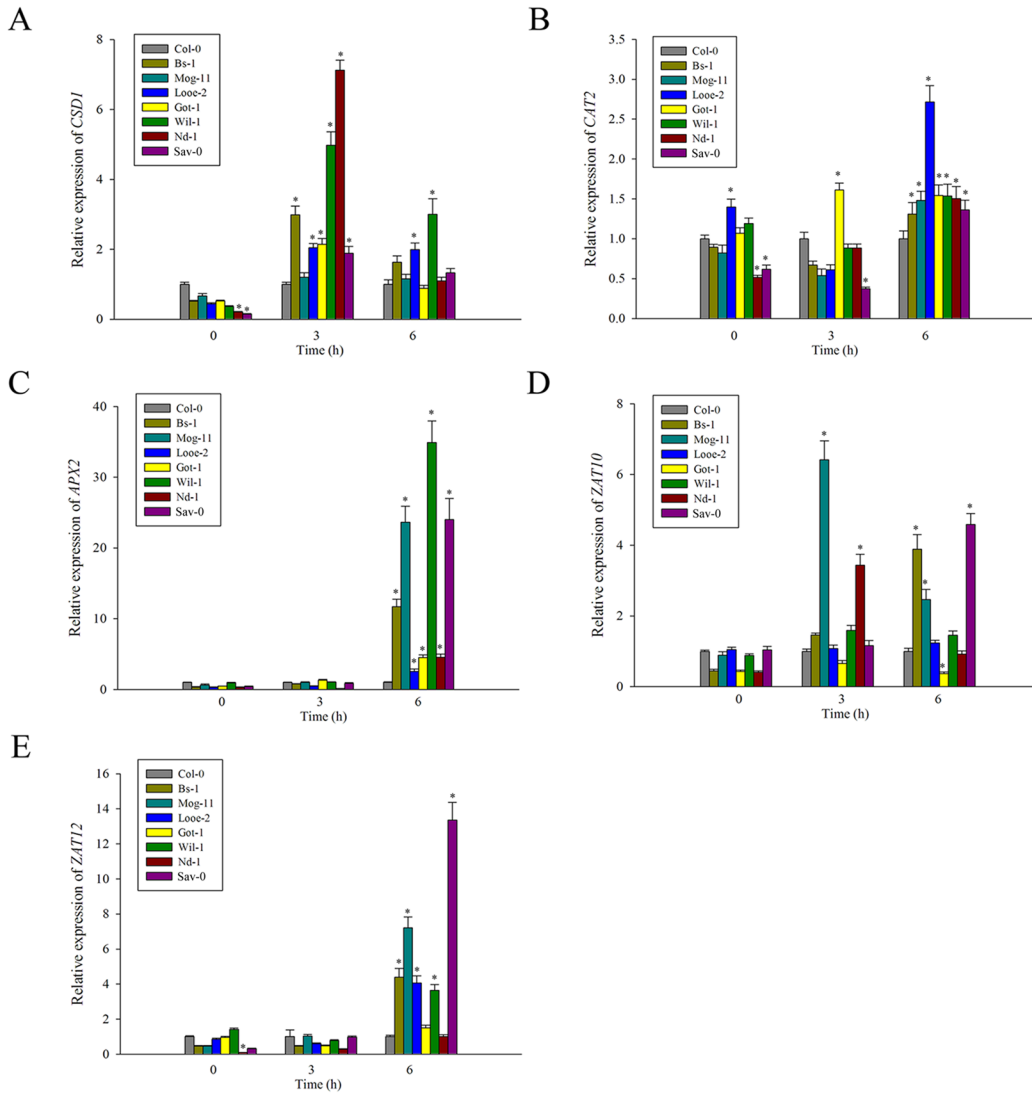 A
Relative expression of CSD1
8
6
4
2
0
Col-0
Bs-1
Mog-11
Looe-2
Got-1
Wil-1
Nd-1
Sav-0
* * * * * * * * * *
0 3 6
Time (h)
B
Relative expression of CAT2
3.5
3.0
2.5
2.0
1.5
1.0
0.5
0.0
Col-0
Bs-1
Mog-11
Looe-2
Got-1
Wil-1
Nd-1
Sav-0
* * * * * * * * * * * *
0 3 6
Time (h)
C
Relative expression of APX2
40
30
20
10
0
Col-0
Bs-1
Mog-11
Looe-2
Got-1
Wil-1
Nd-1
Sav-0
* * * * * * *
0 3 6
Time (h)
D
Relative expression of ZAT10
8
6
4
2
0
Col-0
Bs-1
Mog-11
Looe-2
Got-1
Wil-1
Nd-1
Sav-0
* * * * * *
0 3 6
Time (h)
E
Relative expression of ZAT12
16
14
12
10
8
6
4
2
0
Col-0
Bs-1
Mog-11
Looe-2
Got-1
Wil-1
Nd-1
Sav-0
* * * * * *
0 3 6
Time (h)